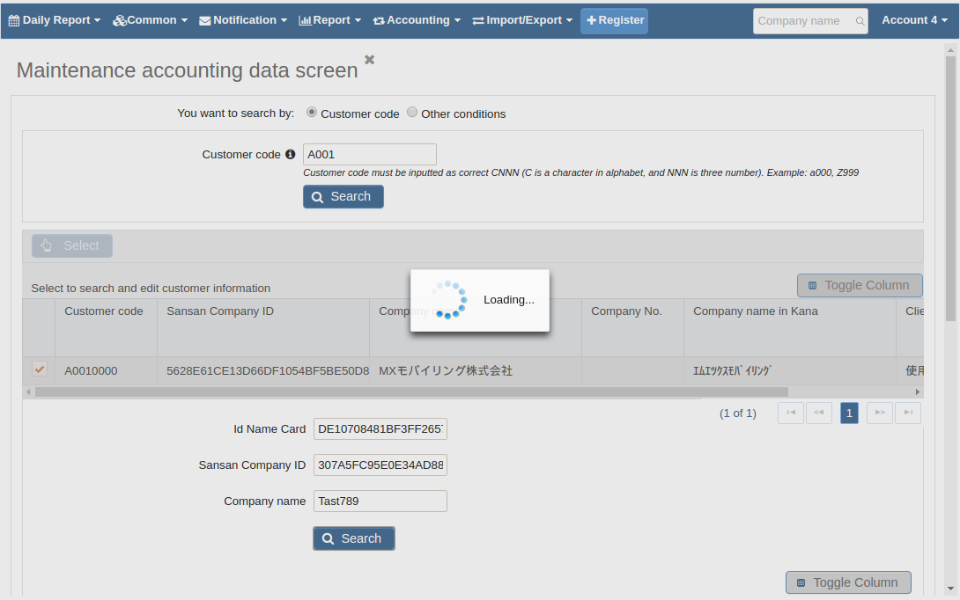 Daily Report Common Notification Report Accounting Import/Export Register Company name Account 4
Maintenance accounting data screen
You want to search by: Customer code Other conditions
Customer code A001
Customer code must be inputted as correct CNNN (C is a character in alphabet, and NNN is three number). Example: a000, Z999
Search
Select
Select to search and edit customer information Toggle Column
Customer code Sansan Company ID Company No. Company name in Kana Clie
Loading...
A0010000 5628E61CE13D66DF1054BF5BE50D8 MXモバイリング株式会社 エムエックスモバイリング 使用
(1 of 1) 1
Id Name Card DE10708481BF3FF265
Sansan Company ID 307A5FC95E0E34AD88
Company name Tast789
Search
Toggle Column